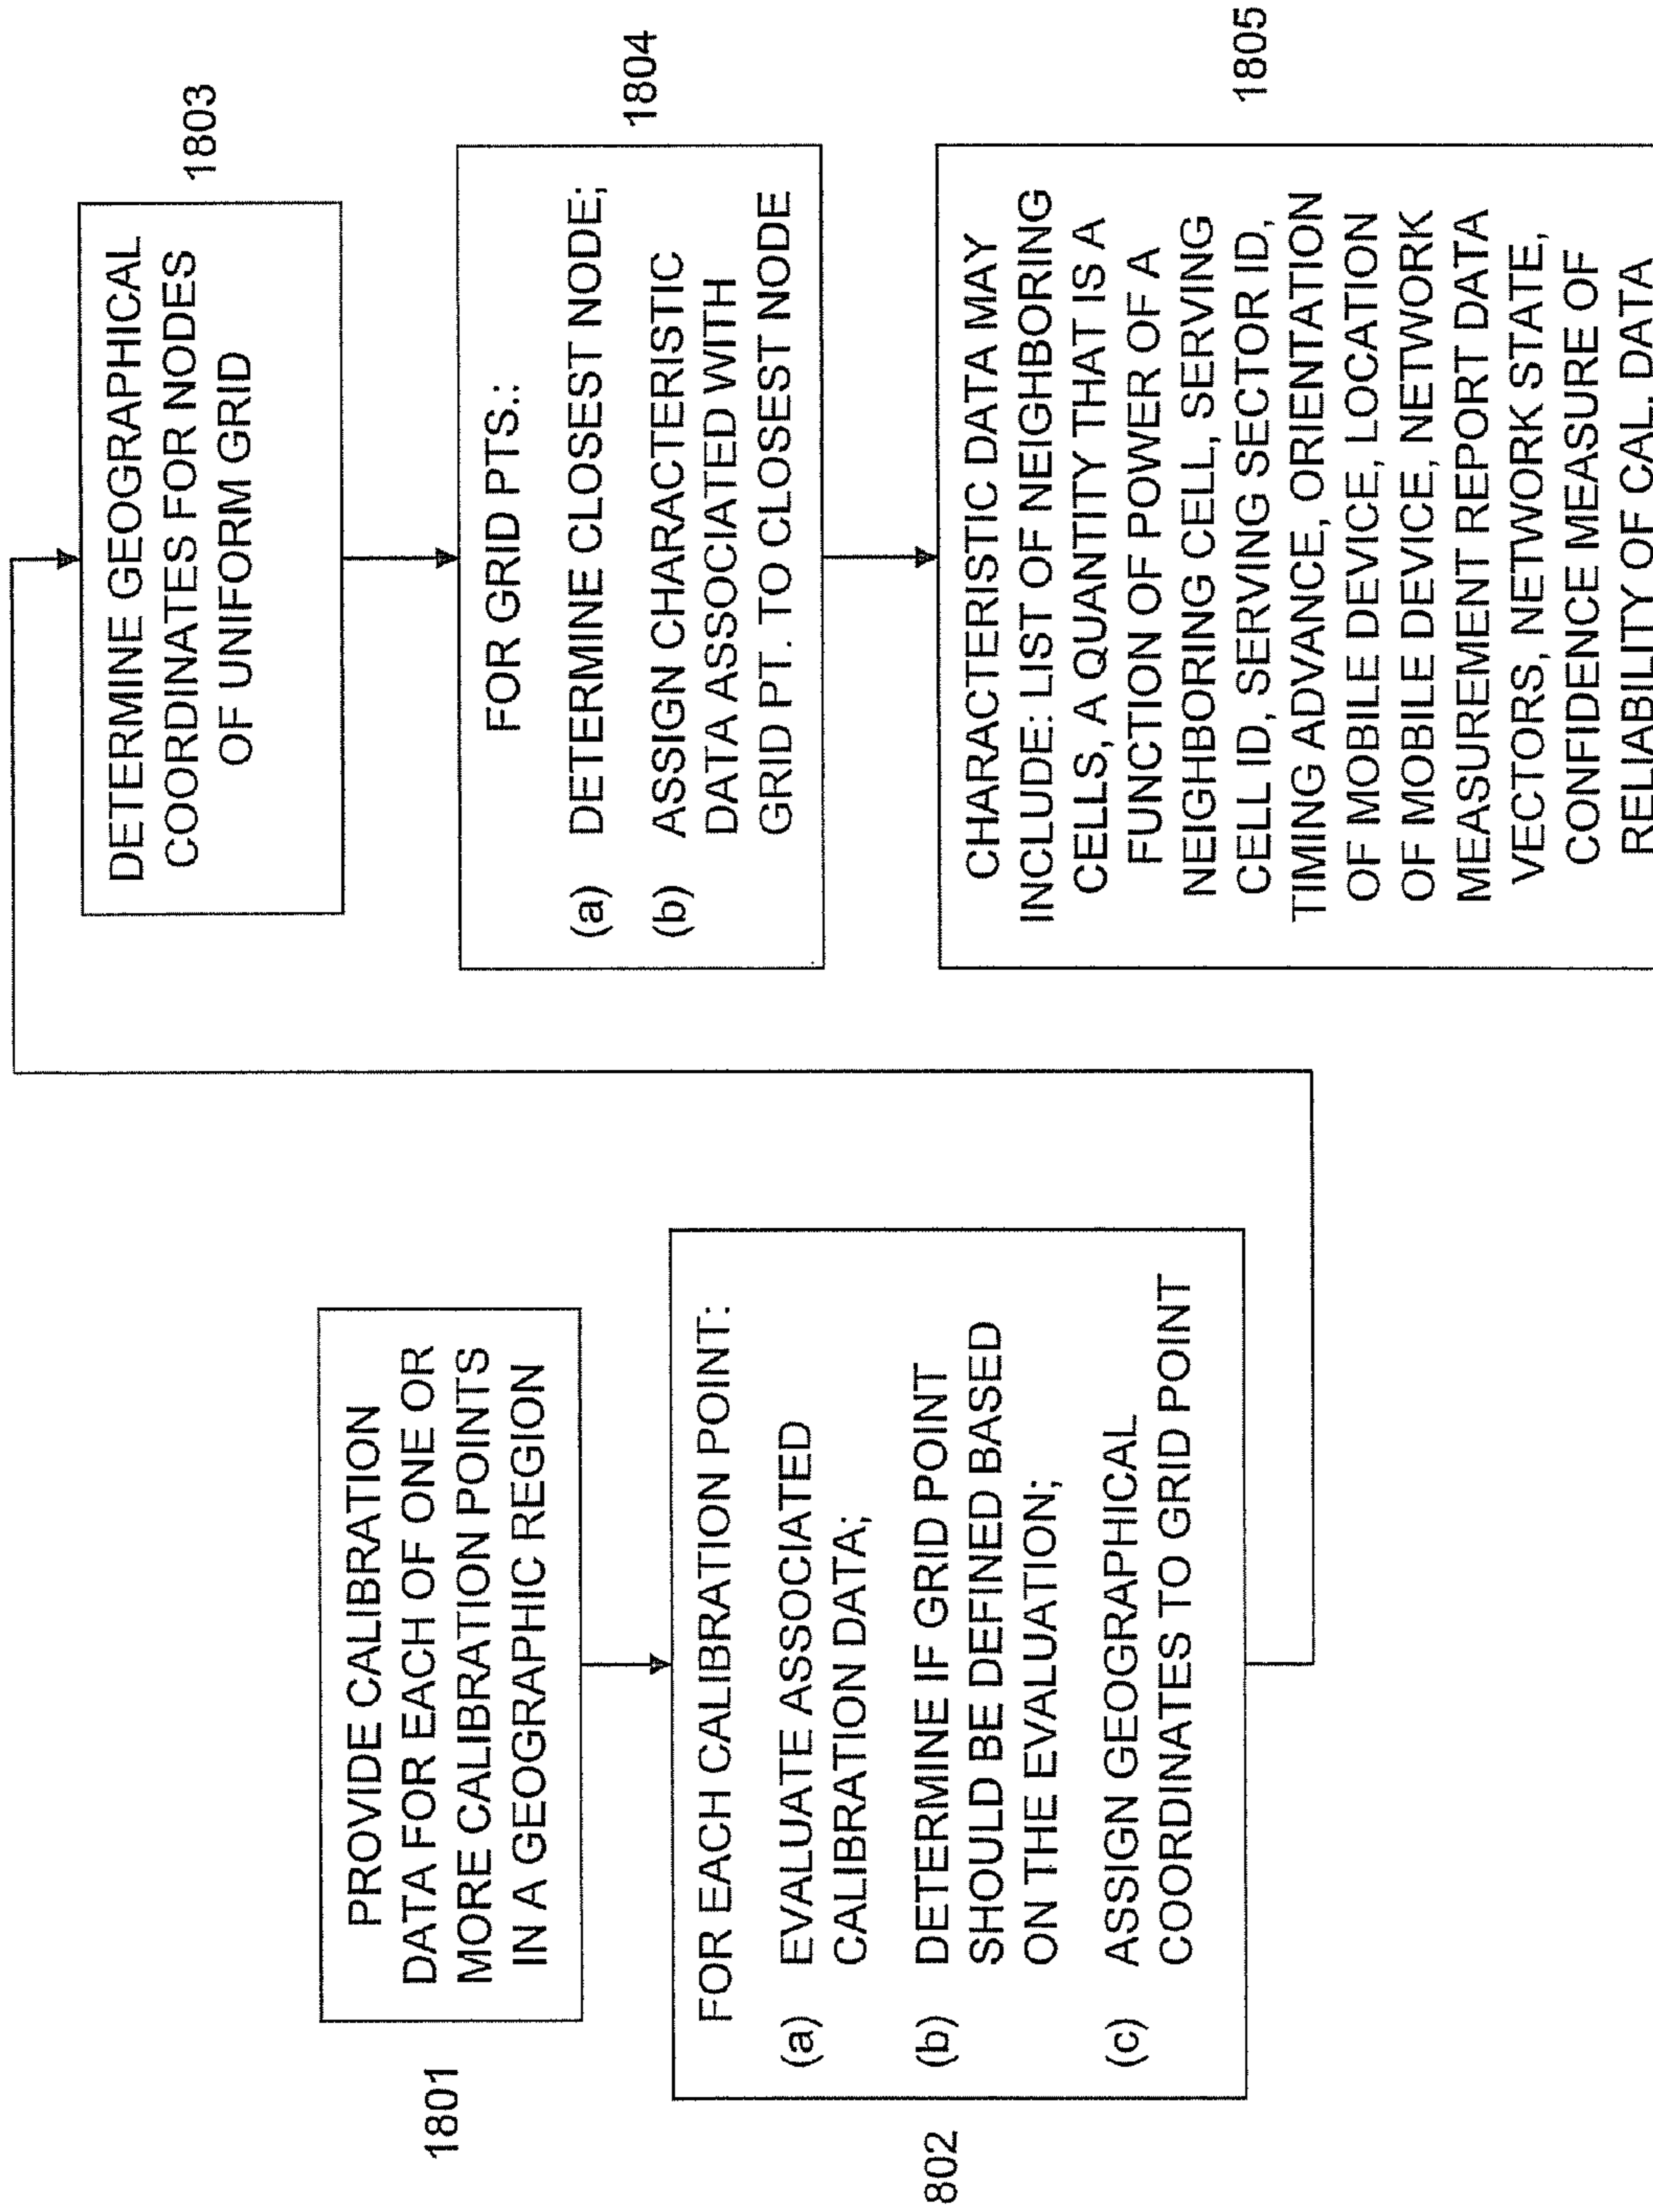 1801
PROVIDE CALIBRATION
DATA FOR EACH OF ONE OR
MORE CALIBRATION POINTS
IN A GEOGRAPHIC REGION
802
FOR EACH CALIBRATION POINT:
(a) EVALUATE ASSOCIATED
CALIBRATION DATA;
(b) DETERMINE IF GRID POINT
SHOULD BE DEFINED BASED
ON THE EVALUATION;
(c) ASSIGN GEOGRAPHICAL
COORDINATES TO GRID POINT
DETERMINE GEOGRAPHICAL
COORDINATES FOR NODES
OF UNIFORM GRID
1803
FOR GRID PTS.:
(a) DETERMINE CLOSEST NODE;
(b) ASSIGN CHARACTERISTIC
DATA ASSOCIATED WITH
GRID PT. TO CLOSEST NODE
1804
CHARACTERISTIC DATA MAY
INCLUDE: LIST OF NEIGHBORING
CELLS, A QUANTITY THAT IS A
FUNCTION OF POWER OF A
NEIGHBORING CELL, SERVING
CELL ID, SERVING SECTOR ID,
TIMING ADVANCE, ORIENTATION
OF MOBILE DEVICE, LOCATION
OF MOBILE DEVICE, NETWORK
MEASUREMENT REPORT DATA
VECTORS, NETWORK STATE,
CONFIDENCE MEASURE OF
RELIABILITY OF CAL. DATA
1805